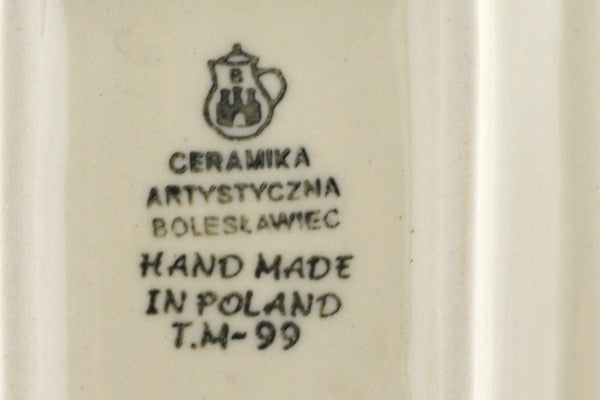 B
CERAMIKA
ARTYSTYCZNA
BOLESŁAWIEC
HAND MADE
IN POLAND
T.M-99